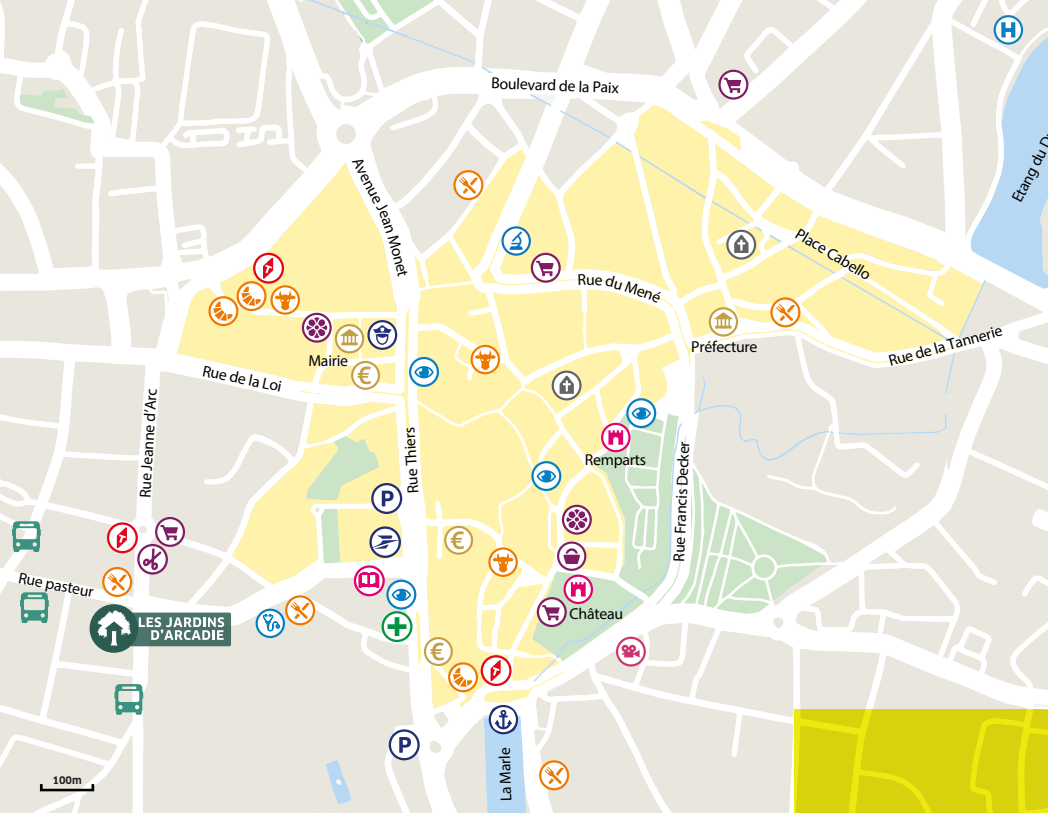 H
Boulevard de la Paix
Etang du D
Avenue Jean Monet
Place Cabello
Rue du Mené
Préfecture
Rue de la Tannerie
Mairie
€
Rue de la Loi
Rue Jeanne d'Arc
Rue Thiers
Remparts
Rue Francis Decker
P
€
Rue pasteur
Château
LES JARDINS
D'ARCADIE
€
P
La Marle
100m